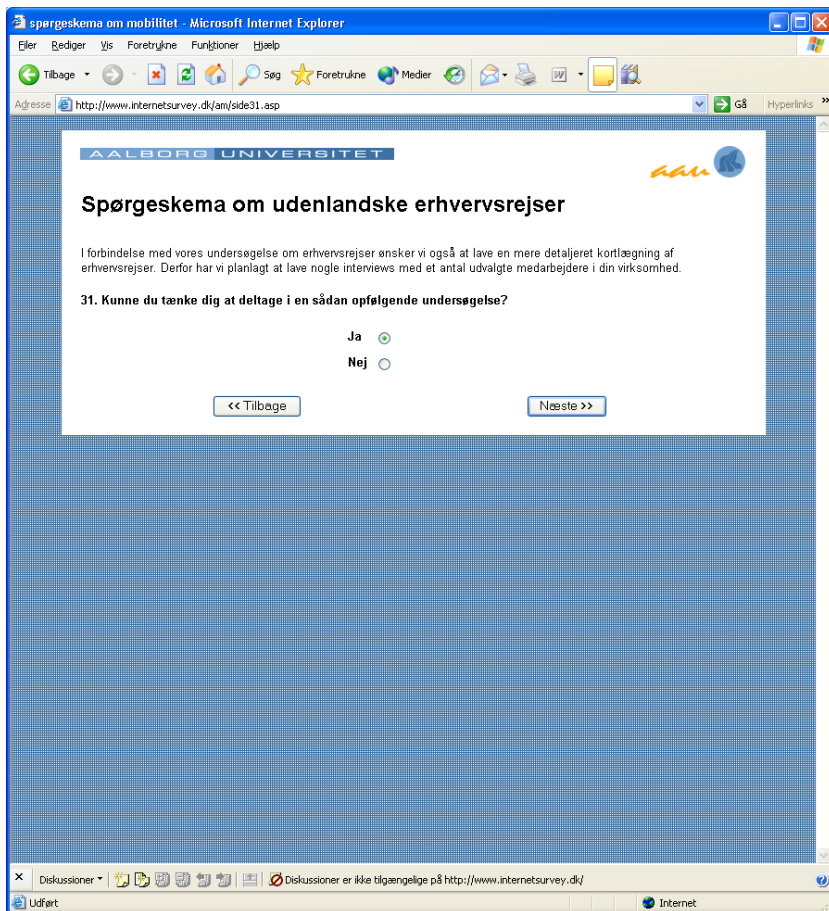 spørgeskema om mobilitet - Microsoft Internet Explorer
Filer Rediger Vis Foretrukne Funktioner Hjælp
Tilbage Søg Foretrukne Medier
Adresse http://www.internetsurvey.dk/am/side31.asp Gå Hyperlinks »
AALBORG UNIVERSITET
aau
Spørgeskema om udenlandske erhvervsrejser
I forbindelse med vores undersøgelse om erhvervsrejser ønsker vi også at lave en mere detaljeret kortlægning af
erhvervsrejser. Derfor har vi planlagt at lave nogle interviews med et antal udvalgte medarbejdere i din virksomhed.
31. Kunne du tænke dig at deltage i en sådan opfølgende undersøgelse?
Ja
Nej
<< Tilbage Næste >>
Diskussioner Diskussioner er ikke tilgængelige på http://www.internetsurvey.dk/
Udført Internet